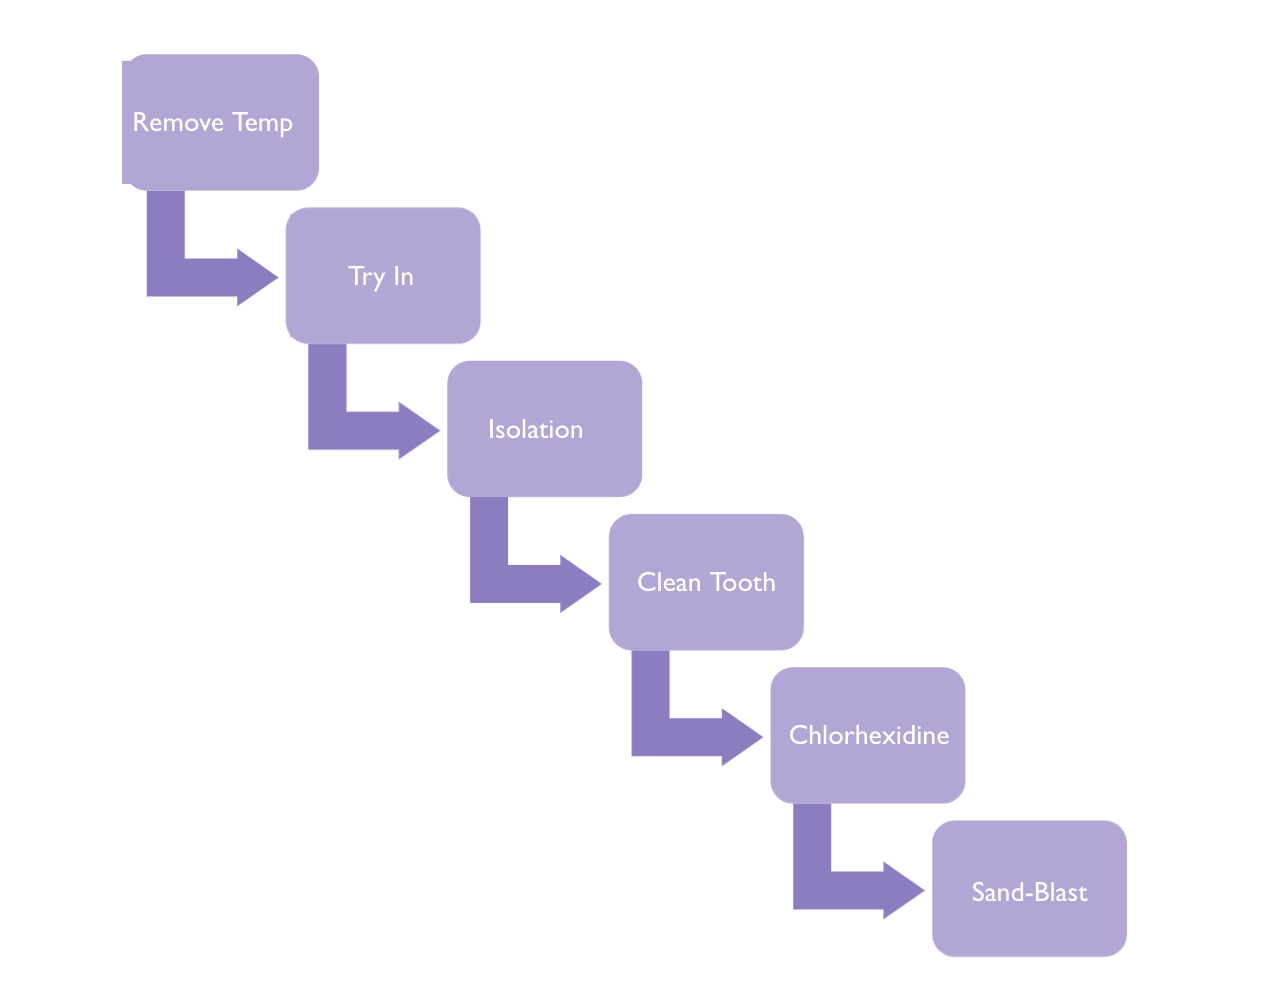 Remove Temp
Try In
Isolation
Clean Tooth
Chlorhexidine
Sand-Blast